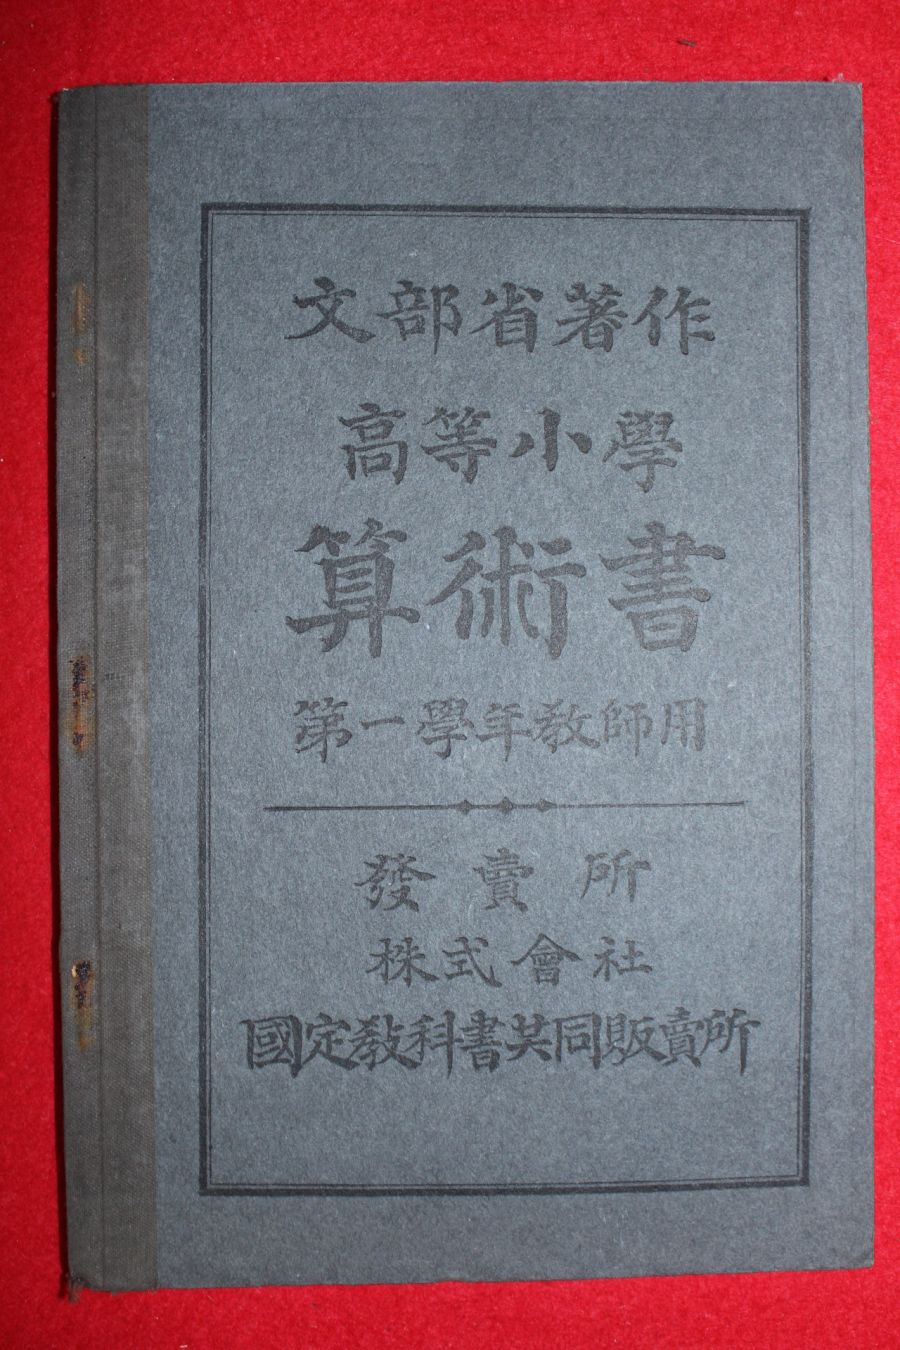 文部省著作
高等小學
算術書
第一學年教師用
發賣所
株式會社
國定教科書共同販賣所